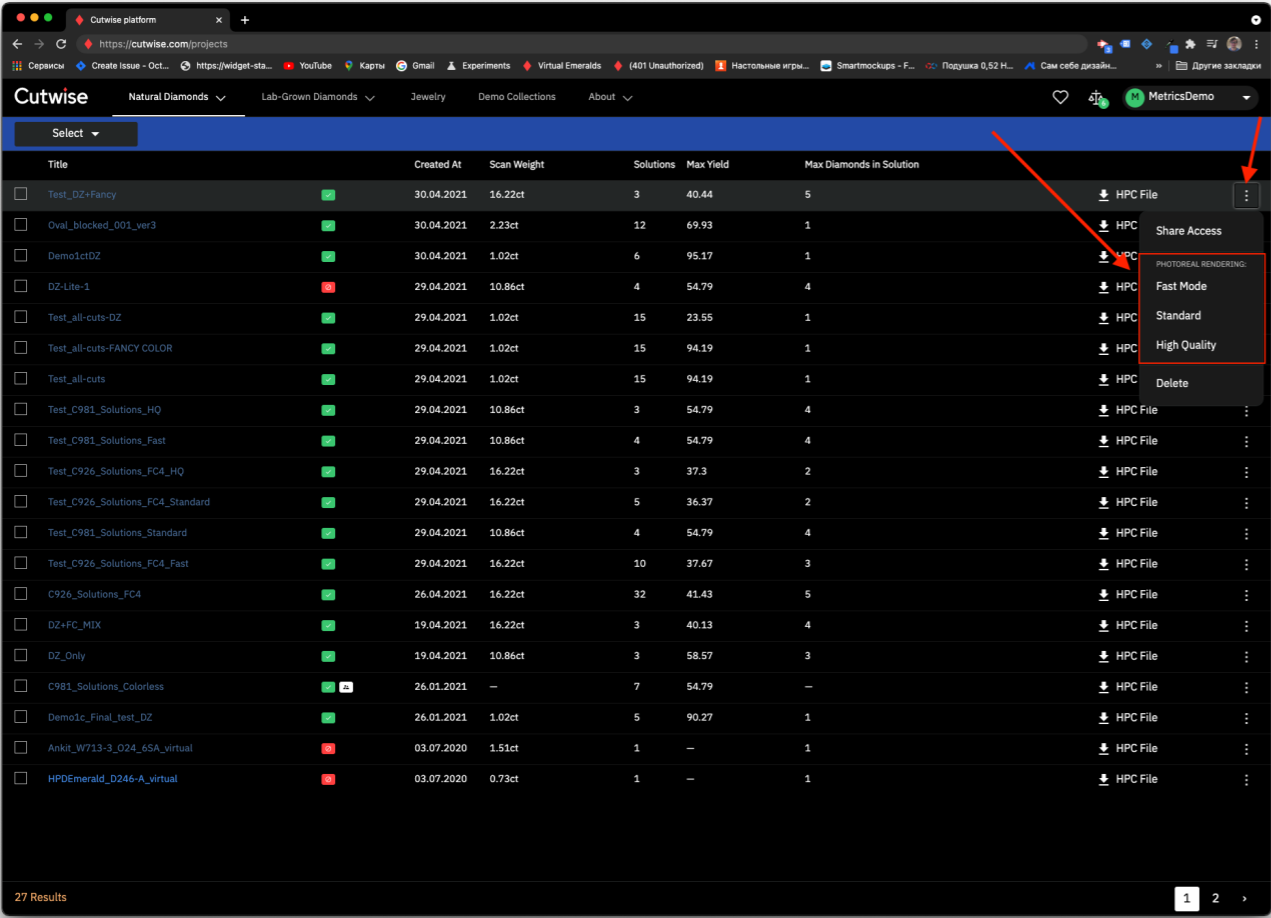 Cutwise platform
https://cutwise.com/projects
Сервисы Create Issue - Oct... https://widget-sta... YouTube Карты Gmail Experiments Virtual Emeralds (401 Unauthorized) Настольные игры... Smartmockups - F... Подушка 0,52 Н... Сам себе дизайн... » Другие закладки
Cutwise Natural Diamonds Lab-Grown Diamonds Jewelry Demo Collections About M MetricsDemo
Select
Title Created At Scan Weight Solutions Max Yield Max Diamonds in Solution
Test_DZ+Fancy 30.04.2021 16.22ct 3 40.44 5 HPC File
Oval_blocked_001_ver3 30.04.2021 2.23ct 12 69.93 1 HPC
Share Access
Demo1ctDZ 30.04.2021 1.02ct 6 95.17 1 HPC
PHOTOREAL RENDERING:
DZ-Lite-1 29.04.2021 10.86ct 4 54.79 4 HPC
Fast Mode
Test_all-cuts-DZ 29.04.2021 1.02ct 15 23.55 1 HPC
Standard
Test_all-cuts-FANCY COLOR 29.04.2021 1.02ct 15 94.19 1 HPC
High Quality
Test_all-cuts 29.04.2021 1.02ct 15 94.19 1 HPC
Delete
Test_C981_Solutions_HQ 29.04.2021 10.86ct 3 54.79 4 HPC File
Test_C981_Solutions_Fast 29.04.2021 10.86ct 4 54.79 4 HPC File
Test_C926_Solutions_FC4_HQ 29.04.2021 16.22ct 3 37.3 2 HPC File
Test_C926_Solutions_FC4_Standard 29.04.2021 16.22ct 5 36.37 2 HPC File
Test_C981_Solutions_Standard 29.04.2021 10.86ct 4 54.79 4 HPC File
Test_C926_Solutions_FC4_Fast 29.04.2021 16.22ct 10 37.67 3 HPC File
C926_Solutions_FC4 26.04.2021 16.22ct 32 41.43 5 HPC File
DZ+FC_MIX 19.04.2021 16.22ct 3 40.13 4 HPC File
DZ_Only 19.04.2021 10.86ct 3 58.57 3 HPC File
C981_Solutions_Colorless 26.01.2021 — 7 54.79 — HPC File
Demo1c_Final_test_DZ 26.01.2021 1.02ct 5 90.27 1 HPC File
Ankit_W713-3_024_6SA_virtual 03.07.2020 1.51ct 1 — 1 HPC File
HPDEmerald_D246-A_virtual 03.07.2020 0.73ct 1 — 1 HPC File
27 Results 1 2 ›